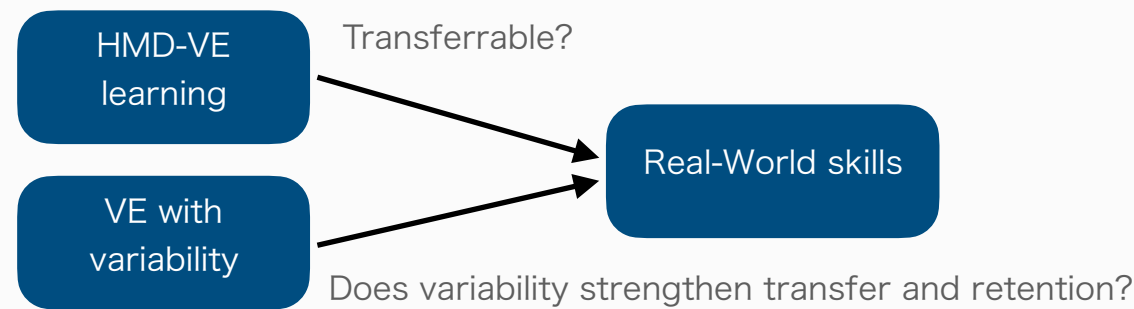 HMD-VE
learning
Transferrable?
Real-World skills
VE with
variability
Does variability strengthen transfer and retention?